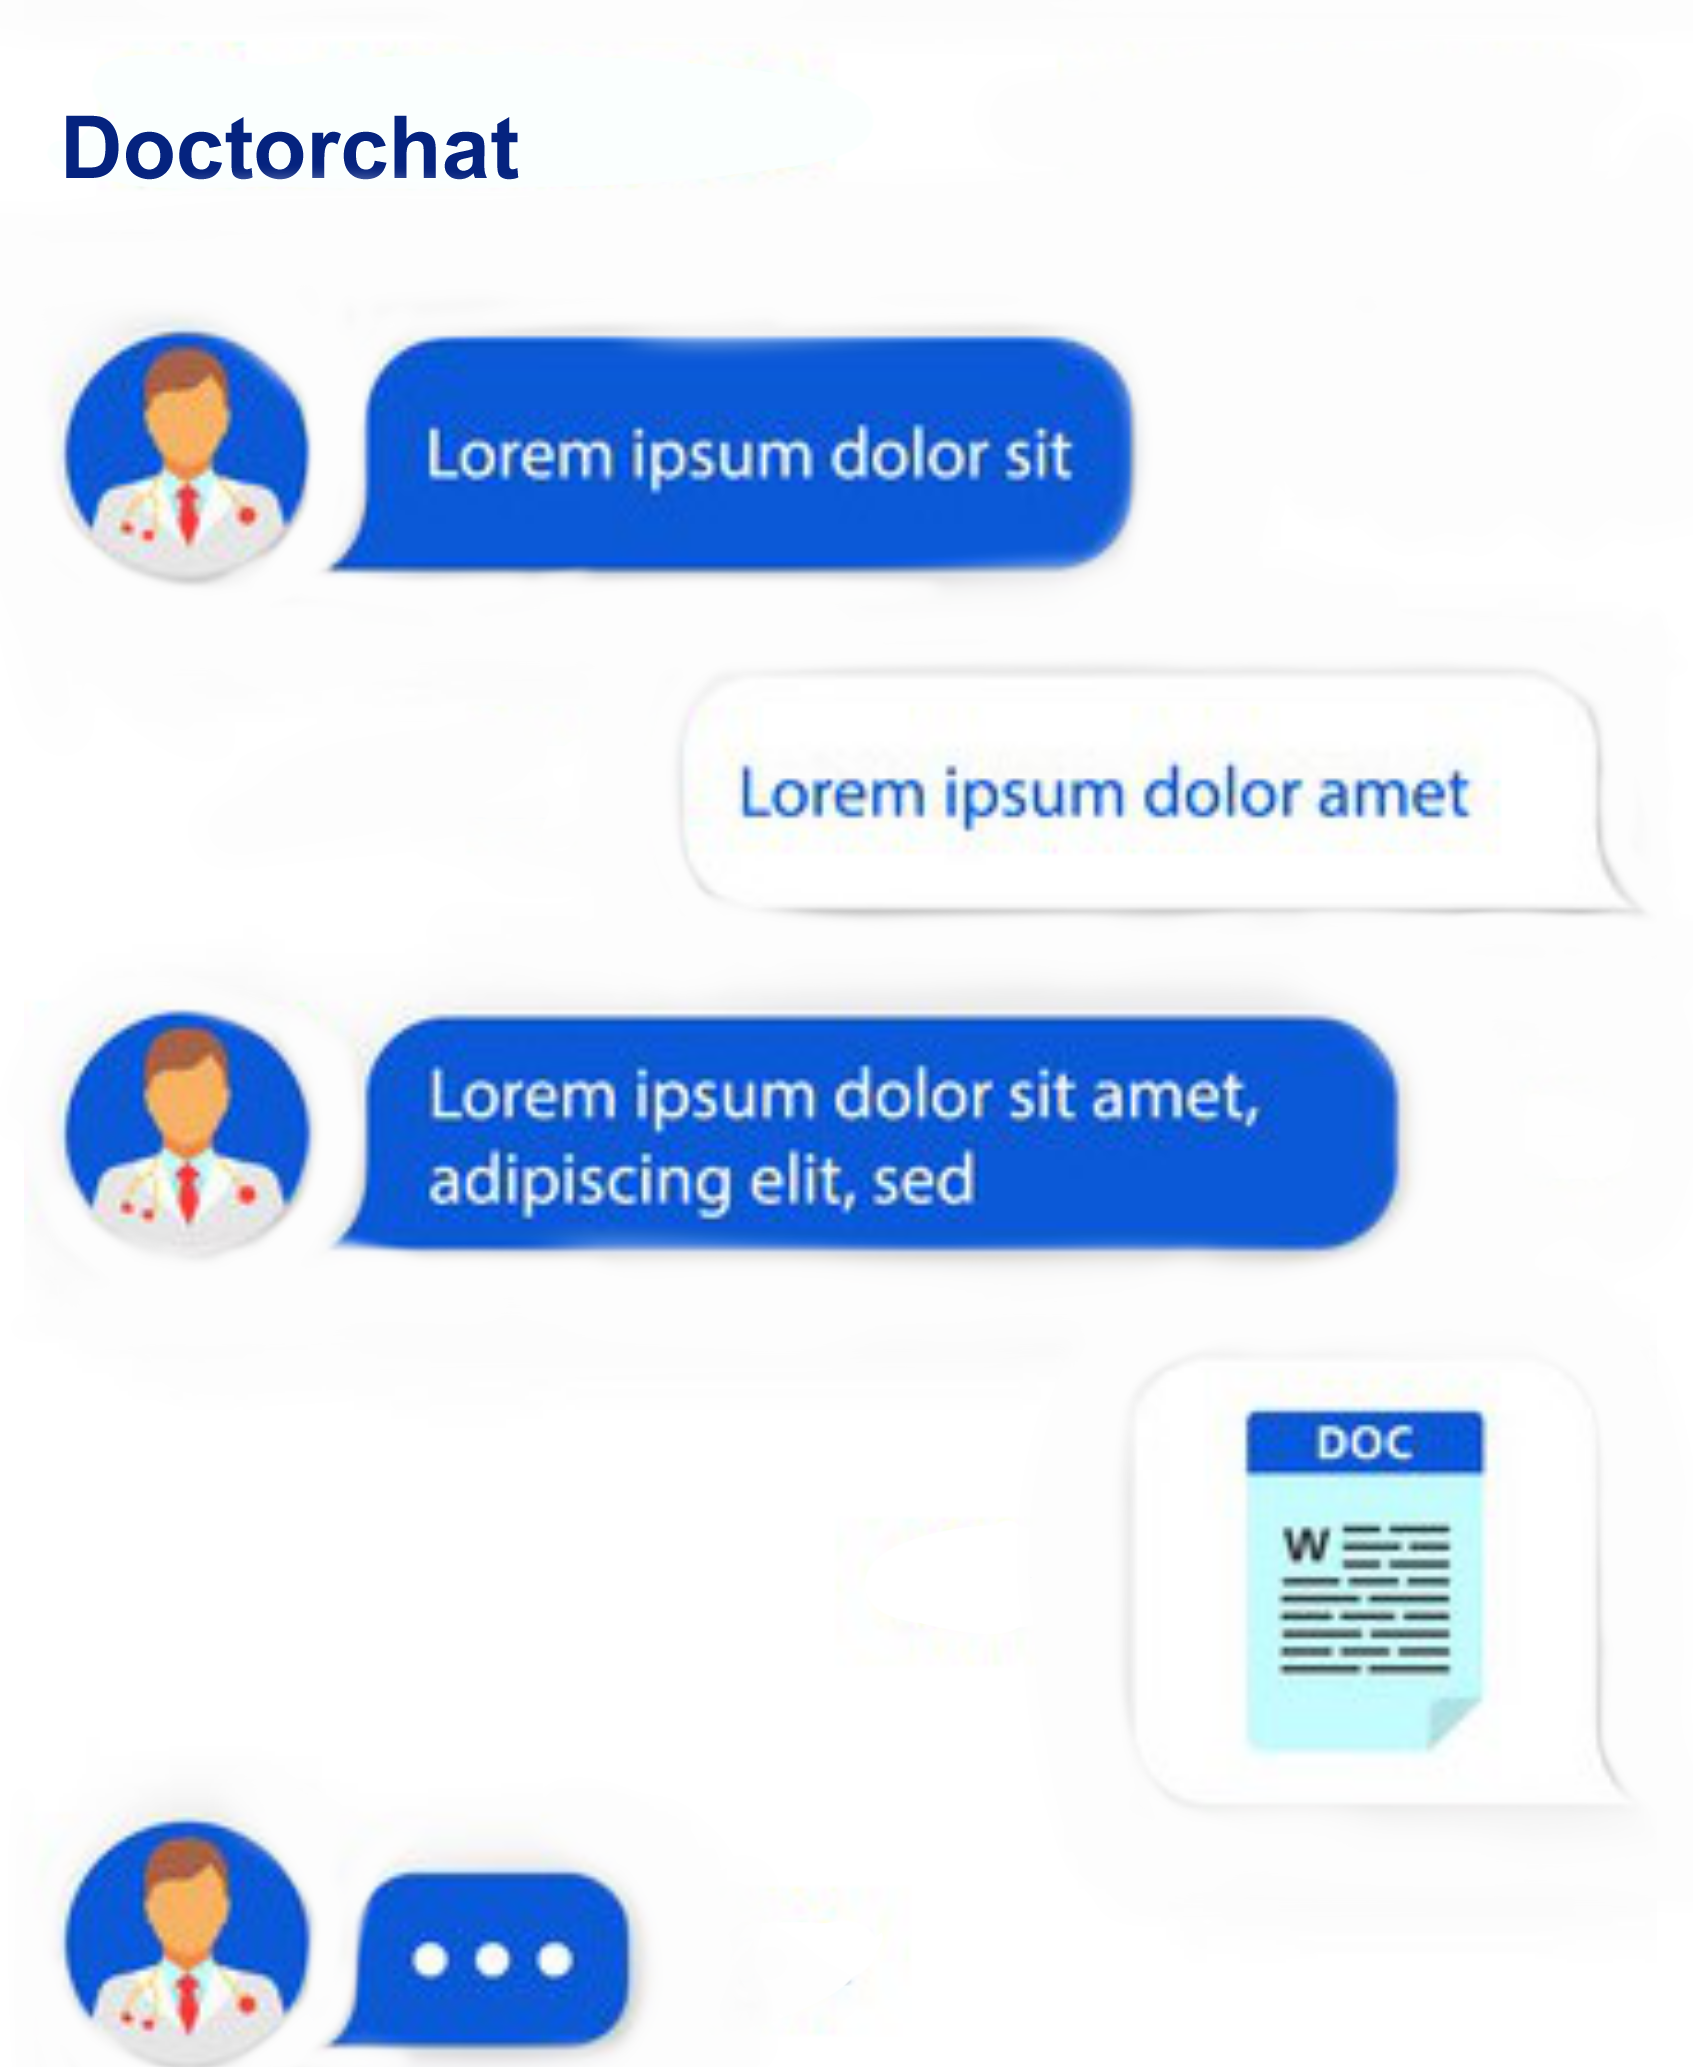 Doctorchat
Lorem ipsum dolor sit
Lorem ipsum dolor amet
Lorem ipsum dolor sit amet,
adipiscing elit, sed
DOC
W